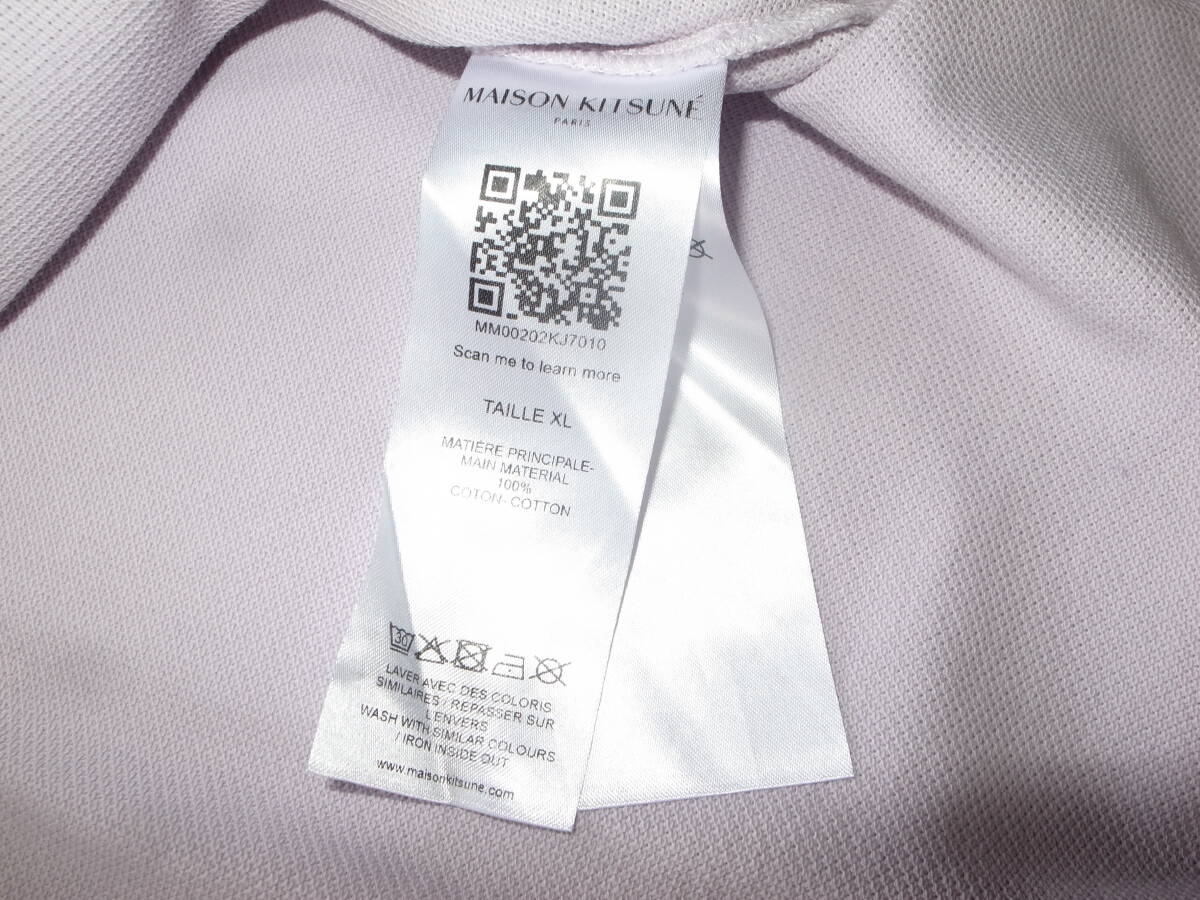 MAISON KITSUNÉ
PARIS
MM00202KJ7010
Scan me to learn more
TAILLE XL
MATIÈRE PRINCIPALE-
MAIN MATERIAL
100%
COTON- COTTON
30
LAVER AVEC DES COLORIS
SIMILAIRES / REPASSER SUR
L'ENVERS
WASH WITH SIMILAR COLOURS
/ IRON INSIDE OUT
www.maisonkitsune.com